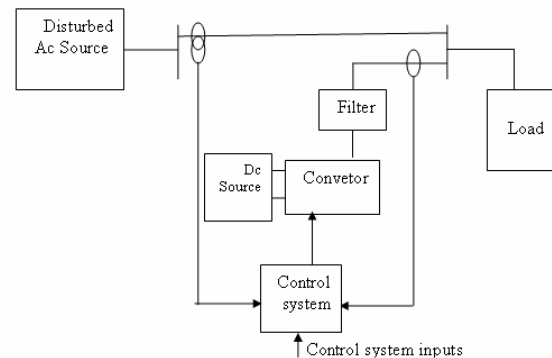 Disturbed
Ac Source
Filter
Load
Dc
Source
Convetor
Control
system
Control system inputs